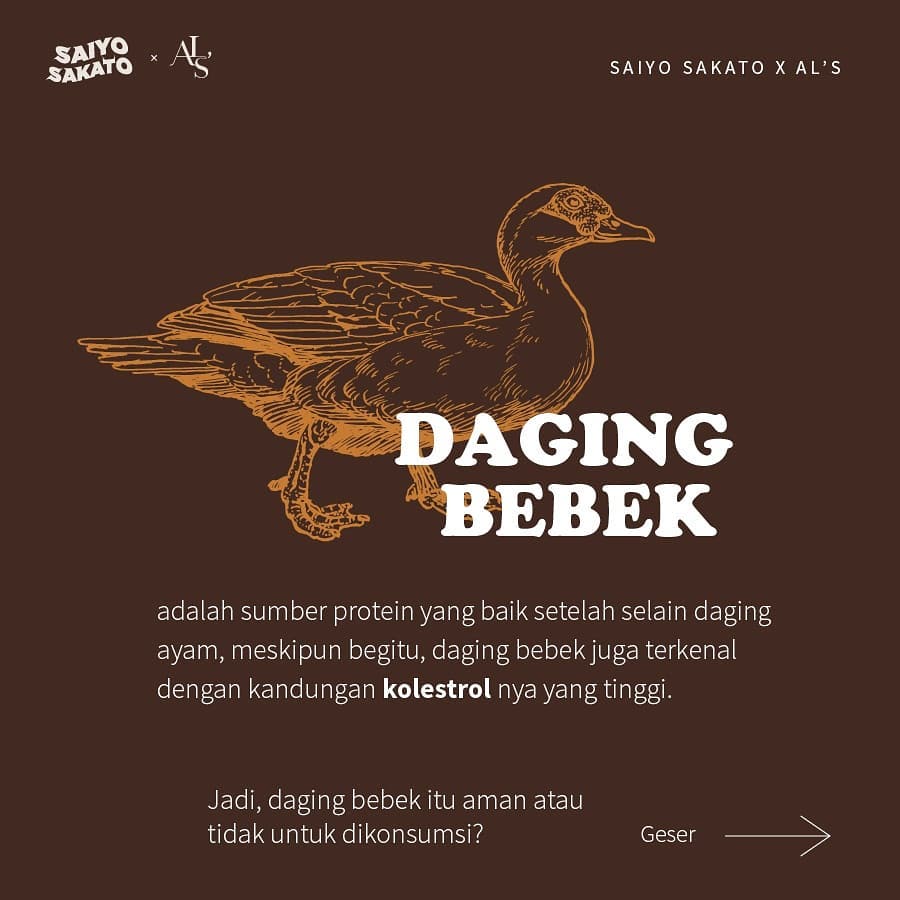 SAIYO
SAKATO
×
AL'S
SAIYO SAKATO X AL'S
DAGING
BEBEK
adalah sumber protein yang baik setelah selain daging
ayam, meskipun begitu, daging bebek juga terkenal
dengan kandungan kolestrol nya yang tinggi.
Jadi, daging bebek itu aman atau
tidak untuk dikonsumsi?
Geser